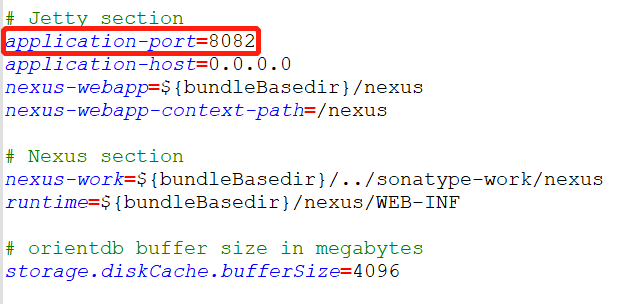 # Jetty section
application-port=8082
application-host=0.0.0.0
nexus-webapp=${bundleBasedir}/nexus
nexus-webapp-context-path=/nexus
# Nexus section
nexus-work=${bundleBasedir}/../sonatype-work/nexus
runtime=${bundleBasedir}/nexus/WEB-INF
# orientdb buffer size in megabytes
storage.diskCache.bufferSize=4096